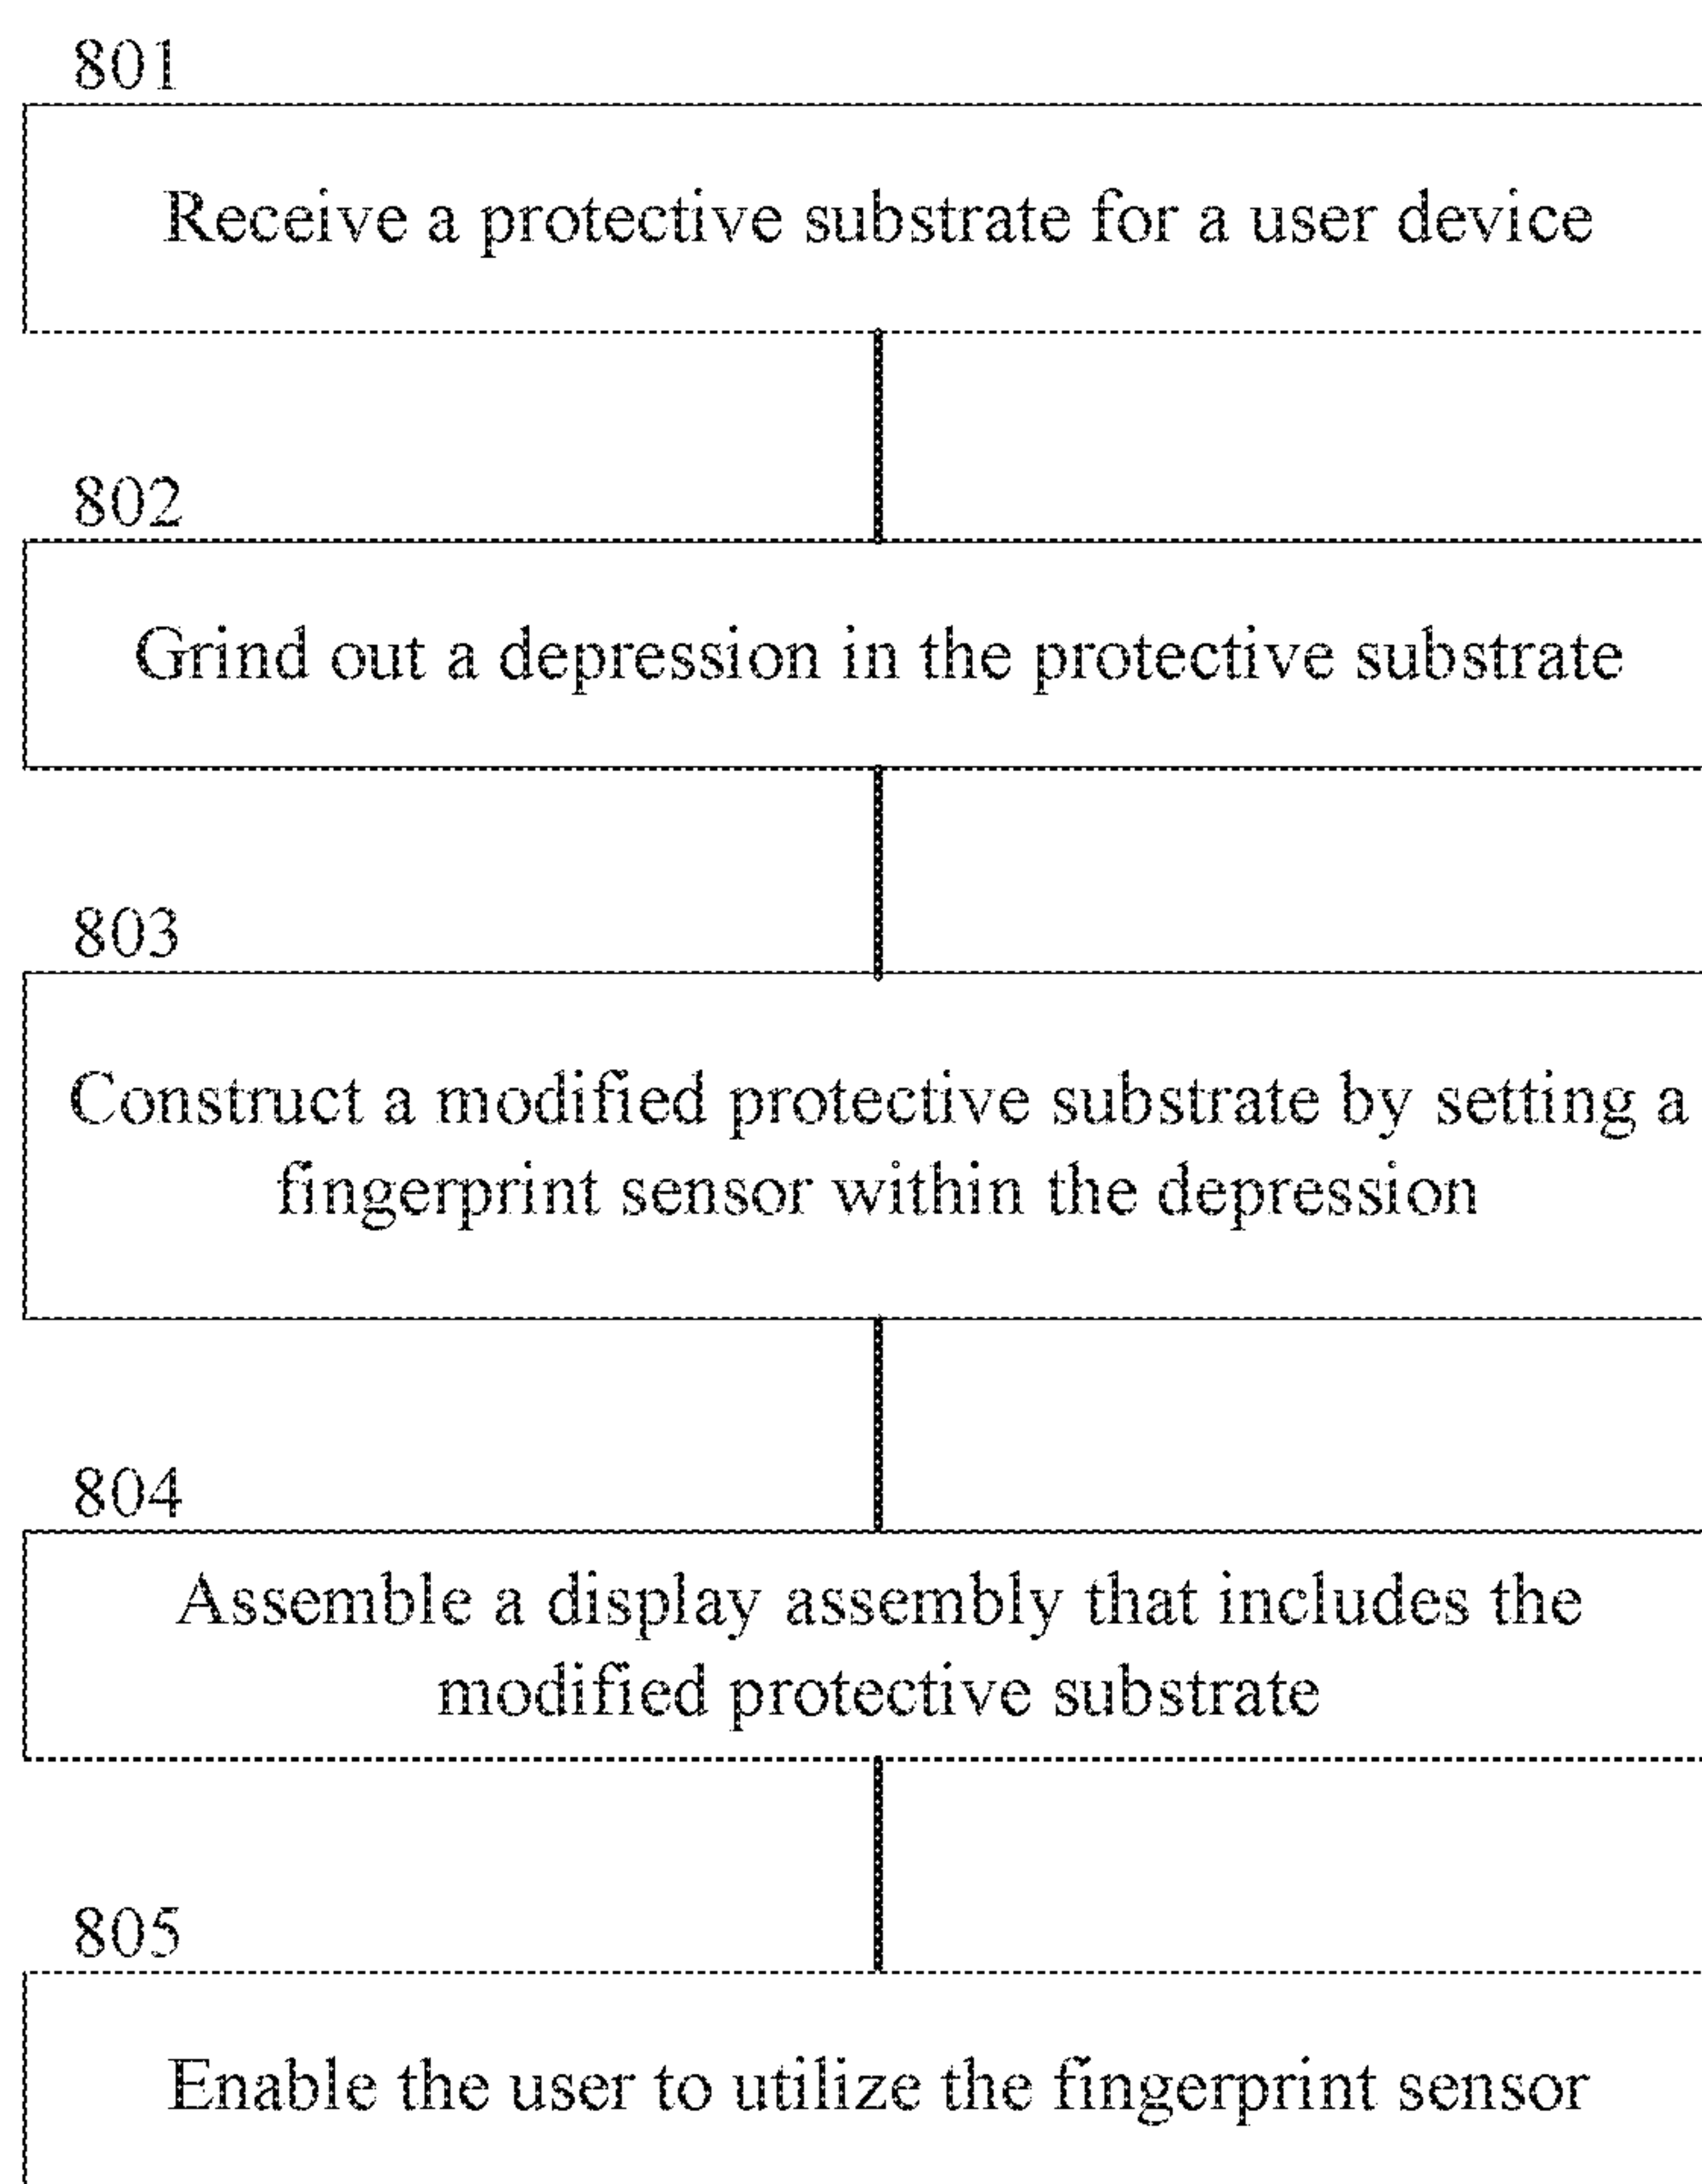 801
Receive a protective substrate for a user device
802
Grind out a depression in the protective substrate
803
Construct a modified protective substrate by setting a
fingerprint sensor within the depression
804
Assemble a display assembly that includes the
modified protective substrate
805
Enable the user to utilize the fingerprint sensor